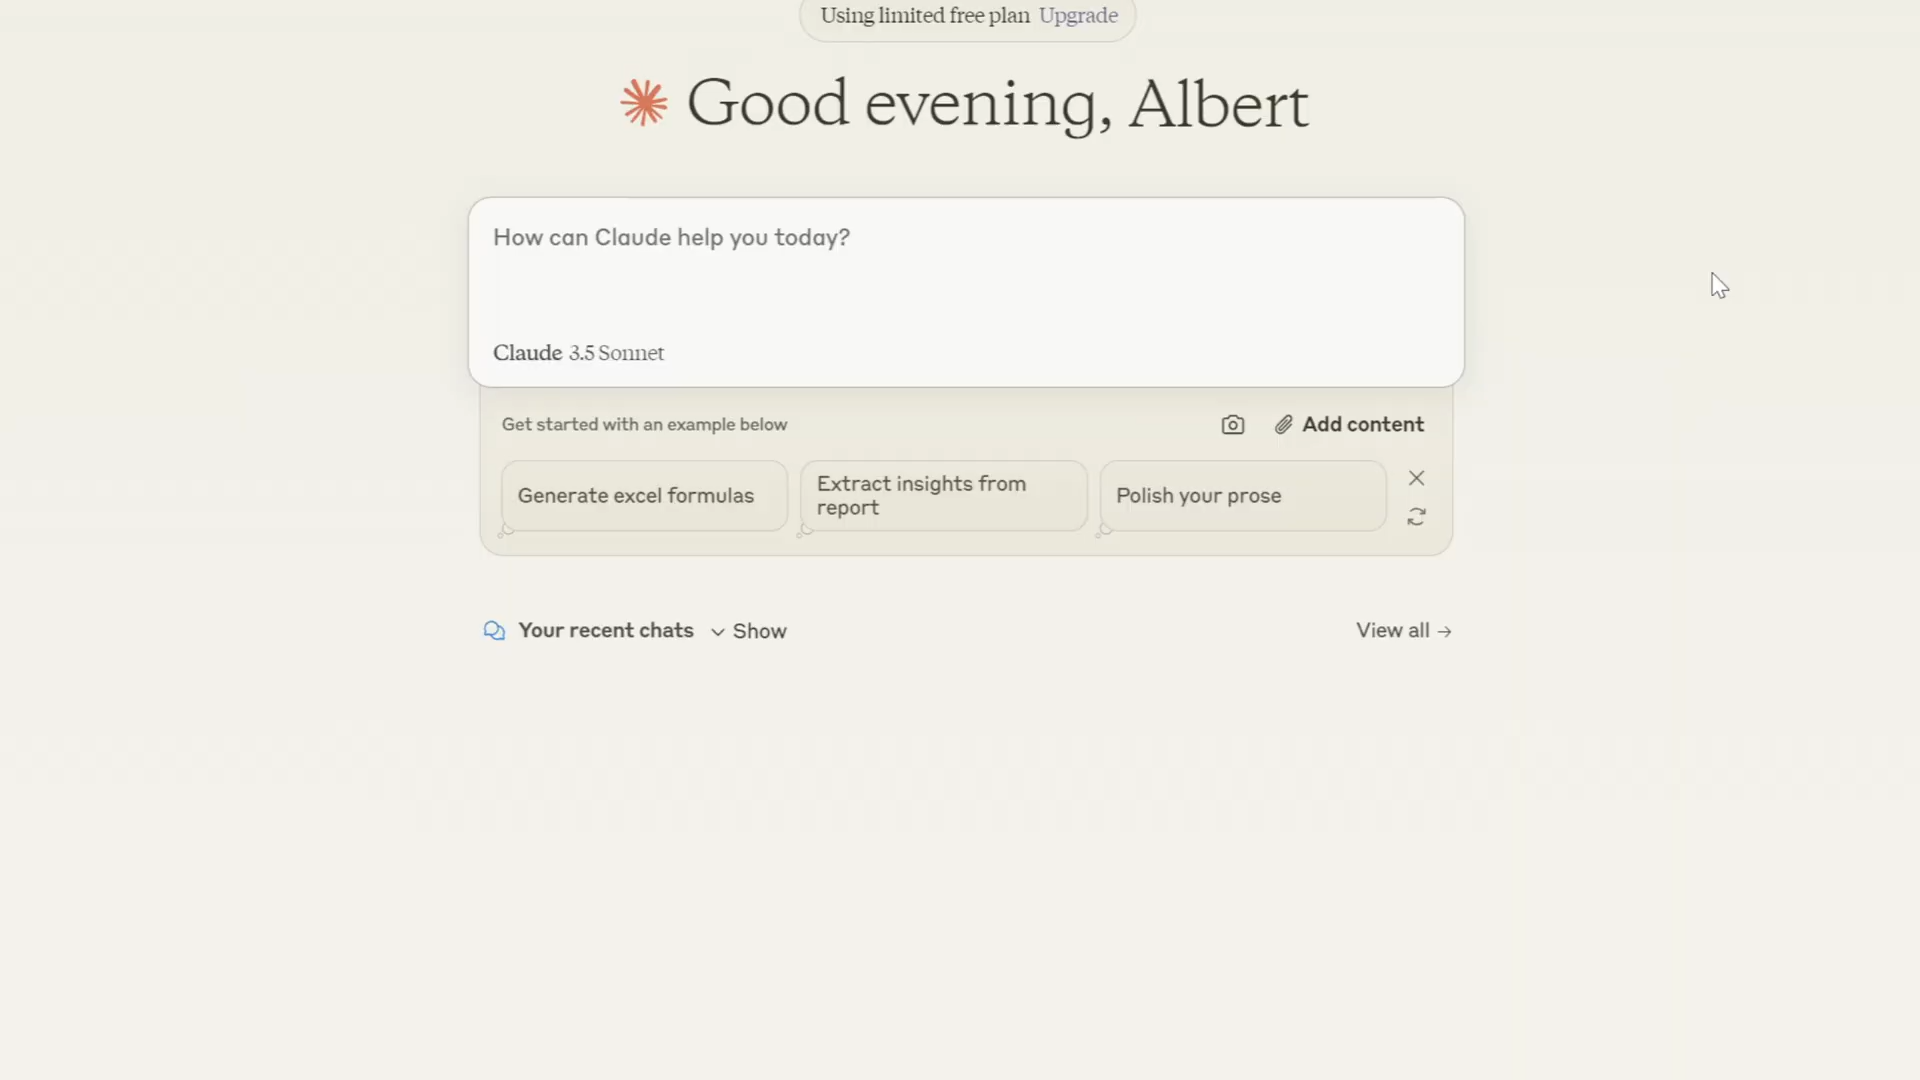 Using limited free plan Upgrade
Good evening, Albert
How can Claude help you today?
Claude 3.5 Sonnet
Get started with an example below
Add content
Generate excel formulas
Extract insights from
report
Polish your prose
Your recent chats Show
View all →